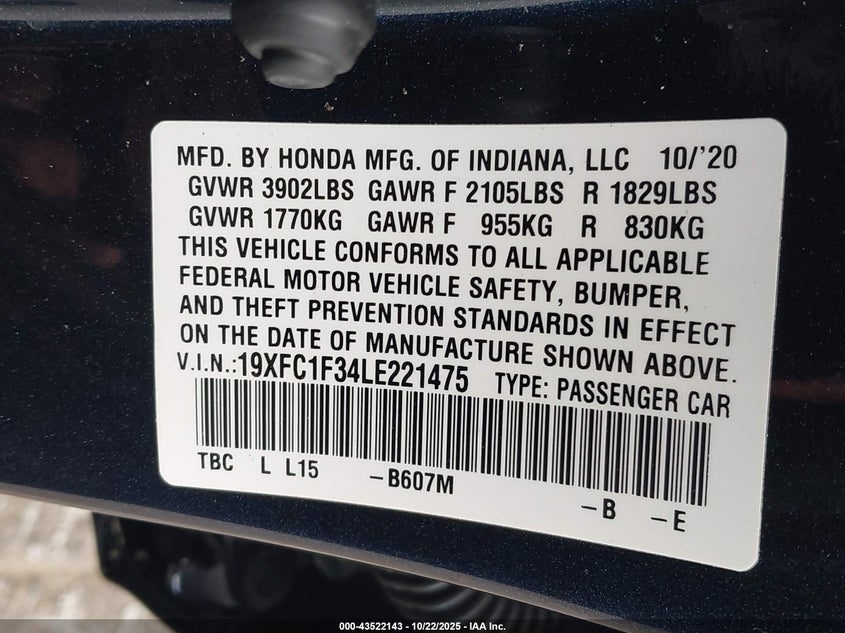 MFD. BY HONDA MFG. OF INDIANA, LLC 10/'20
GVWR 3902LBS GAWR F 2105LBS R 1829LBS
GVWR 1770KG GAWR F 955KG R 830KG
THIS VEHICLE CONFORMS TO ALL APPLICABLE
FEDERAL MOTOR VEHICLE SAFETY, BUMPER,
AND THEFT PREVENTION STANDARDS IN EFFECT
ON THE DATE OF MANUFACTURE SHOWN ABOVE.
V.I.N.:19XFC1F34LE221475 TYPE: PASSENGER CAR
TBC L L15 -B607M -B -E
000-43522143 - 10/22/2025 - IAA Inc.